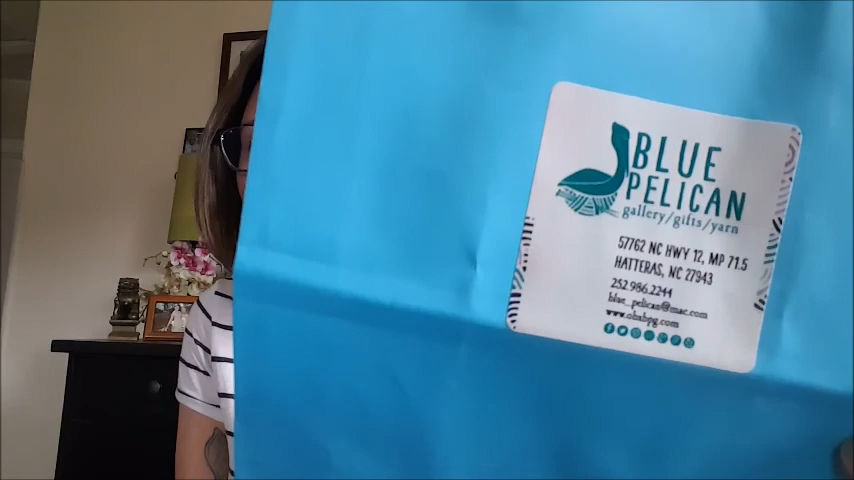 BLUE
PELICAN
gallery/gifts/yarn
57762 NC HWY 12, MP 71.5
HATTERAS, NC 27943
252.986.2244
blue_pelican@mac.com
www.obxbpg.com